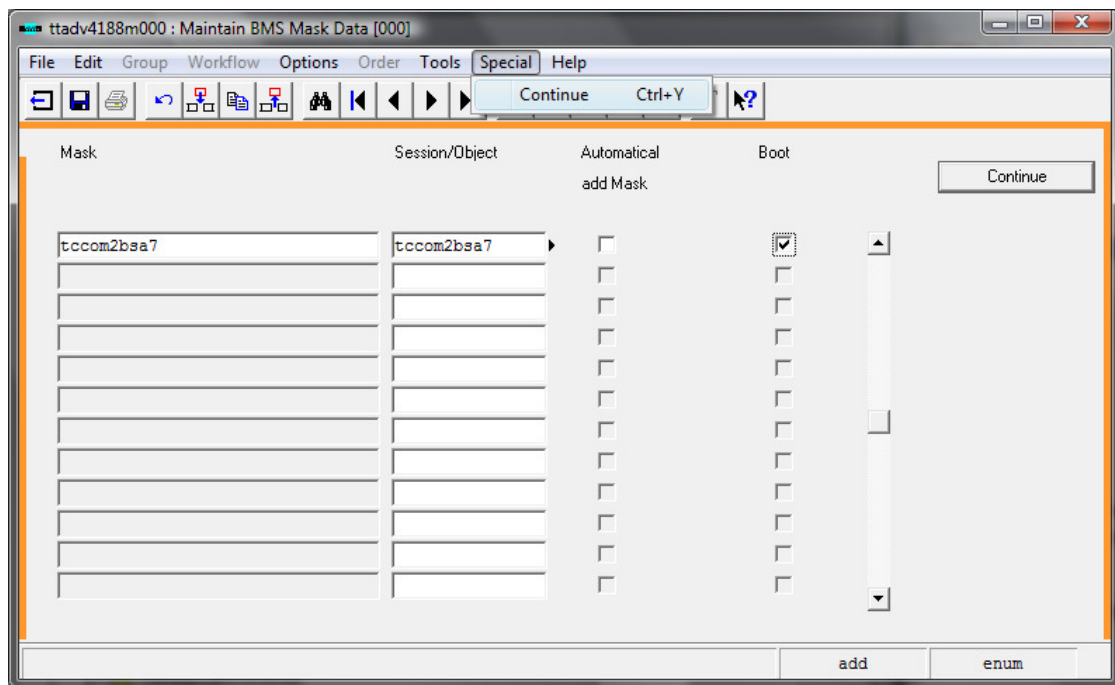 ttadv4188m000 : Maintain BMS Mask Data [000]
File Edit Group Workflow Options Order Tools Special Help
Continue Ctrl+Y
Mask Session/Object Automatical Boot
add Mask
Continue
tccom2bsa7 tccom2bsa7
add enum